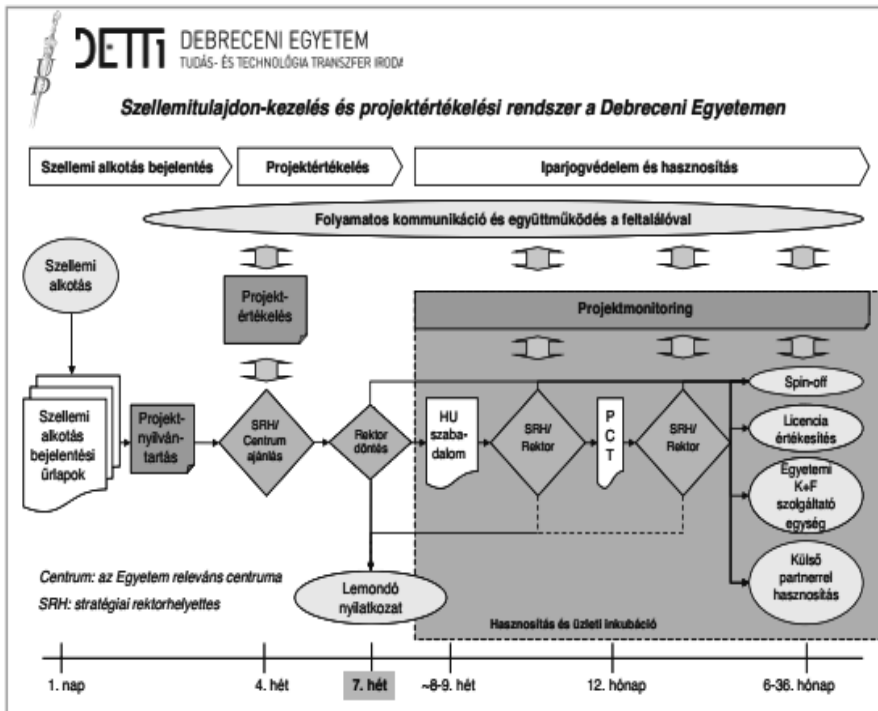 DETTi DEBRECENI EGYETEM
TUDÁS- ÉS TECHNOLÓGIA TRANSZFER IRODA
UD
Szellemitulajdon-kezelés és projektértékelési rendszer a Debreceni Egyetemen
Szellemi alkotás bejelentés
Projektértékelés
Iparjogvédelem és hasznosítás
Folyamatos kommunikáció és együttműködés a feltalálóval
Szellemi
alkotás
Projekt-
értékelés
Projektmonitoring
Szellemi
alkotás
bejelentési
űrlapok
Projekt-
nyilván-
tartás
SRH/
Centrum
ajánlás
Rektor
döntés
HU
szaba-
dalom
SRH/
Rektor
P
C
T
SRH/
Rektor
Spin-off
Licencia
értékesítés
Egyetemi
K+F
szolgáltató
egység
Külső
partnerrel
hasznosítás
Centrum: az Egyetem releváns centruma
SRH: stratégiai rektorhelyettes
Lemondó
nyilatkozat
Hasznosítás és üzleti inkubáció
1. nap
4. hét
7. hét
~8-9. hét
12. hónap
6-36. hónap